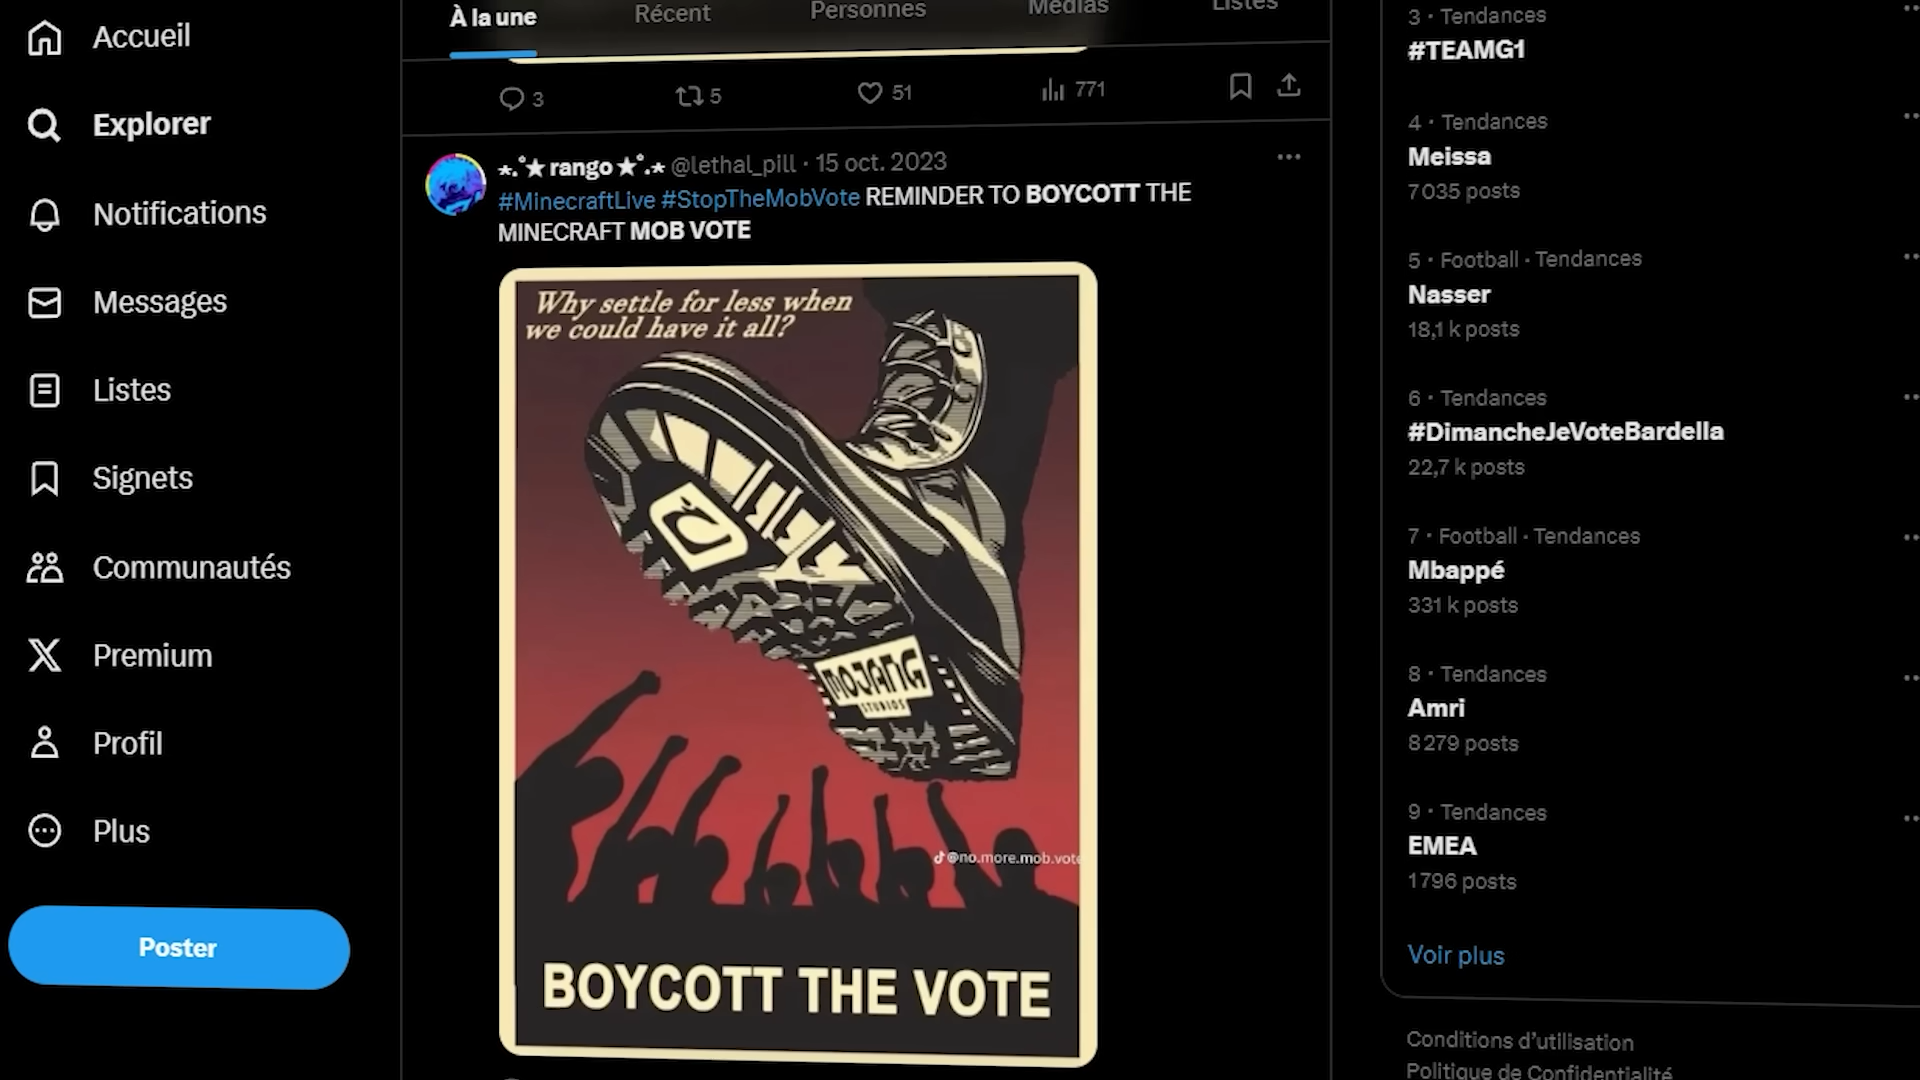 Accueil
Explorer
Notifications
Messages
Listes
Signets
Communautés
Premium
Profil
Plus
Poster
À la une
Récent
Personnes
Médias
Listes
3
5
51
771
⋆.˚★ rango ★˚.⋆ @lethal_pill · 15 oct. 2023
#MinecraftLive #StopTheMobVote REMINDER TO BOYCOTT THE
MINECRAFT MOB VOTE
Why settle for less when
we could have it all?
MOJANG
STUDIOS
@no.more.mob.vote
BOYCOTT THE VOTE
3 · Tendances
#TEAMG1
4 · Tendances
Meissa
7 035 posts
5 · Football · Tendances
Nasser
18,1 k posts
6 · Tendances
#DimancheJeVoteBardella
22,7 k posts
7 · Football · Tendances
Mbappé
331 k posts
8 · Tendances
Amri
8 279 posts
9 · Tendances
EMEA
1 796 posts
Voir plus
Conditions d'utilisation
Politique de Confidentialité